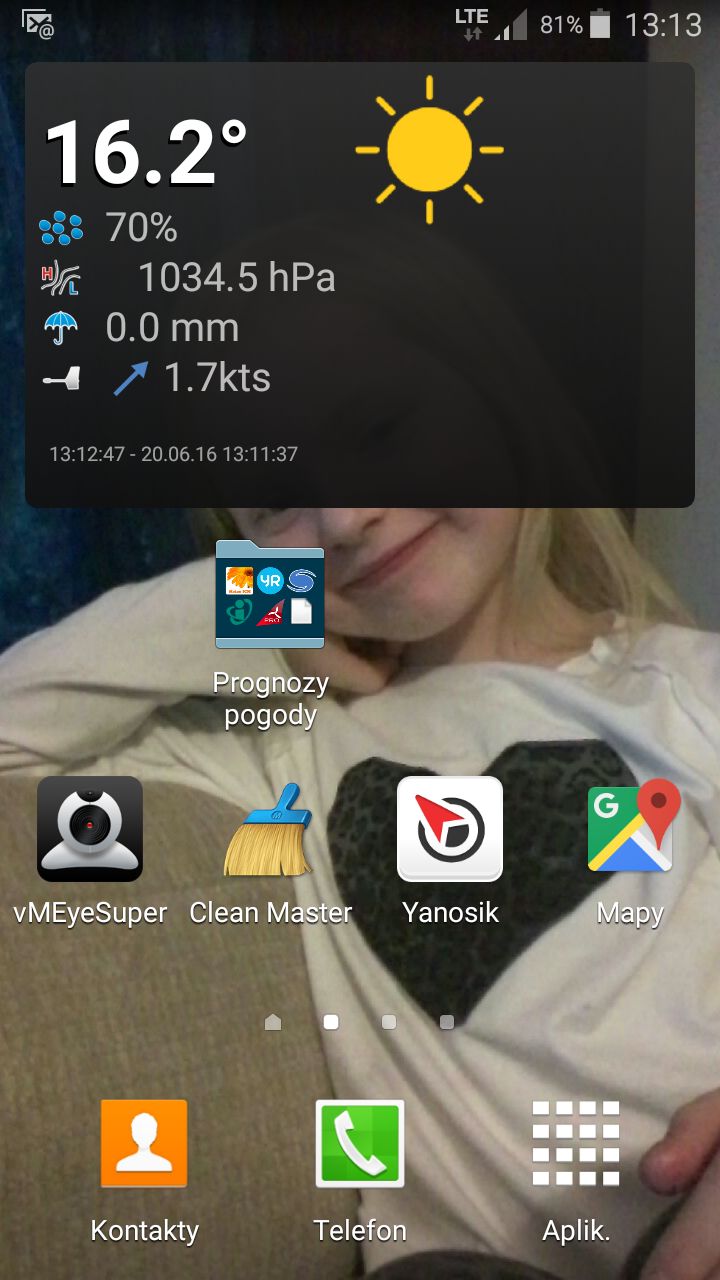 LTE 81% 13:13
16.2°
70%
H L 1034.5 hPa
0.0 mm
1.7kts
13:12:47 - 20.06.16 13:11:37
YR
PRO
Prognozy
pogody
G
vMEyeSuper Clean Master Yanosik Mapy
Kontakty Telefon Aplik.